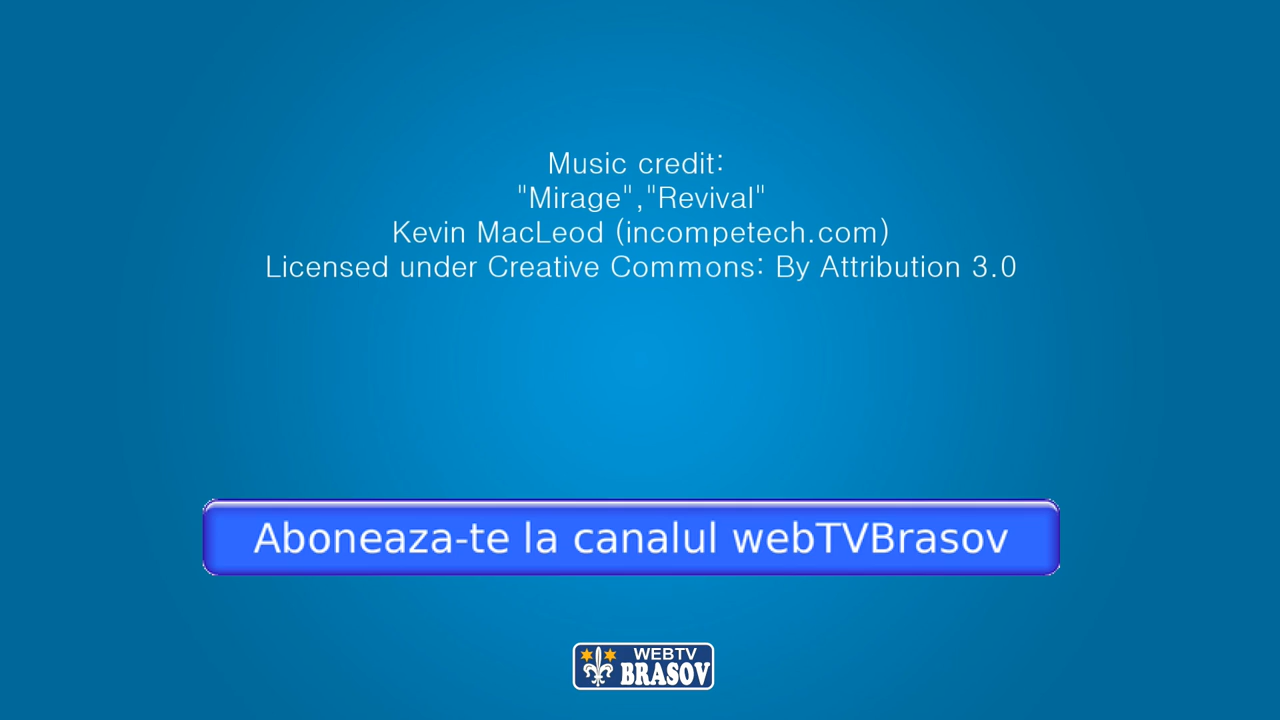 Music credit:
"Mirage","Revival"
Kevin MacLeod (incompetech.com)
Licensed under Creative Commons: By Attribution 3.0
Aboneaza-te la canalul webTVBrasov
WEBTV
BRASOV